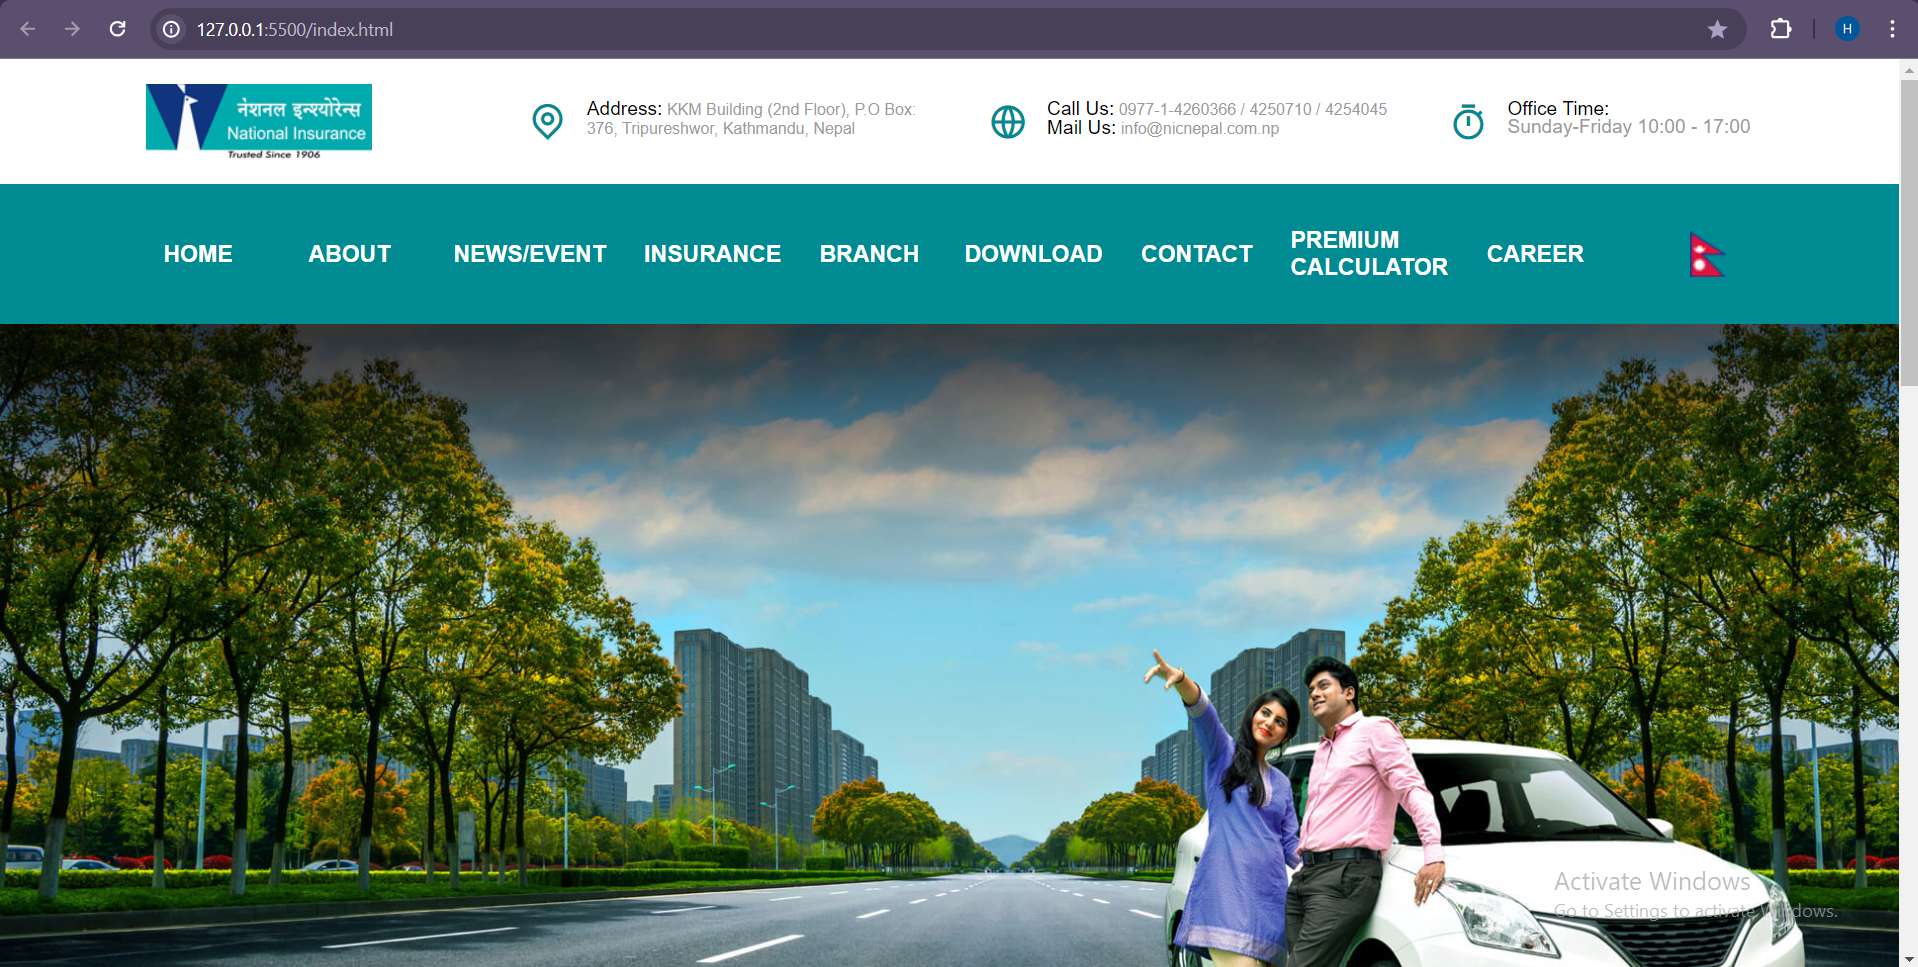 127.0.0.1:5500/index.html
H
नेशनल इन्श्योरेन्स
National Insurance
Trusted Since 1906
Address: KKM Building (2nd Floor), P.O Box:
376, Tripureshwor, Kathmandu, Nepal
Call Us: 0977-1-4260366 / 4250710 / 4254045
Mail Us: info@nicnepal.com.np
Office Time:
Sunday-Friday 10:00 - 17:00
HOME
ABOUT
NEWS/EVENT
INSURANCE
BRANCH
DOWNLOAD
CONTACT
PREMIUM
CALCULATOR
CAREER
Activate Windows
Go to Settings to activate Windows.